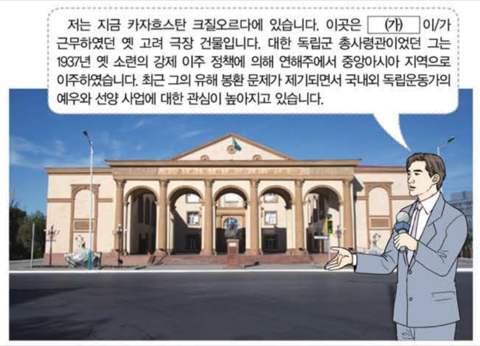 저는 지금 카자흐스탄 크질오르다에 있습니다. 이곳은 (가) 이/가
근무하였던 옛 고려 극장 건물입니다. 대한 독립군 총사령관이었던 그는
1937년 옛 소련의 강제 이주 정책에 의해 연해주에서 중앙아시아 지역으로
이주하였습니다. 최근 그의 유해 봉환 문제가 제기되면서 국내외 독립운동가의
예우와 선양 사업에 대한 관심이 높아지고 있습니다.